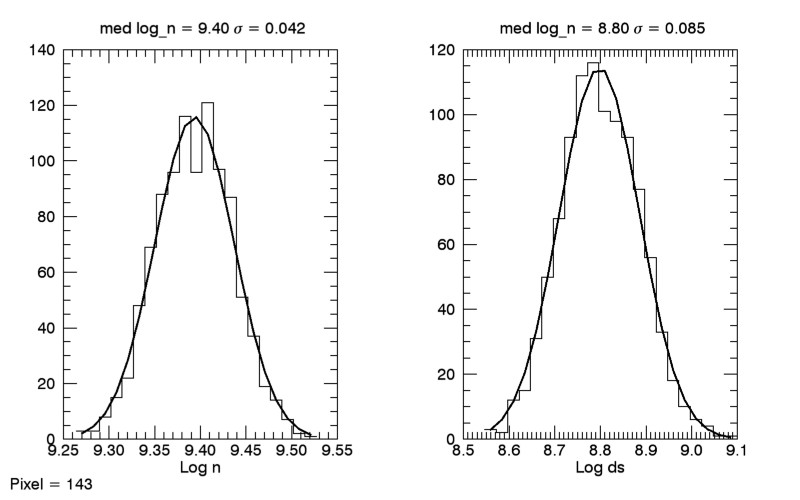 med log_n = 9.40 σ = 0.042
med log_n = 8.80 σ = 0.085
140
120
100
80
60
40
20
0
9.25 9.30 9.35 9.40 9.45 9.50 9.55
Log n
120
100
80
60
40
20
0
8.5 8.6 8.7 8.8 8.9 9.0 9.1
Log ds
Pixel = 143